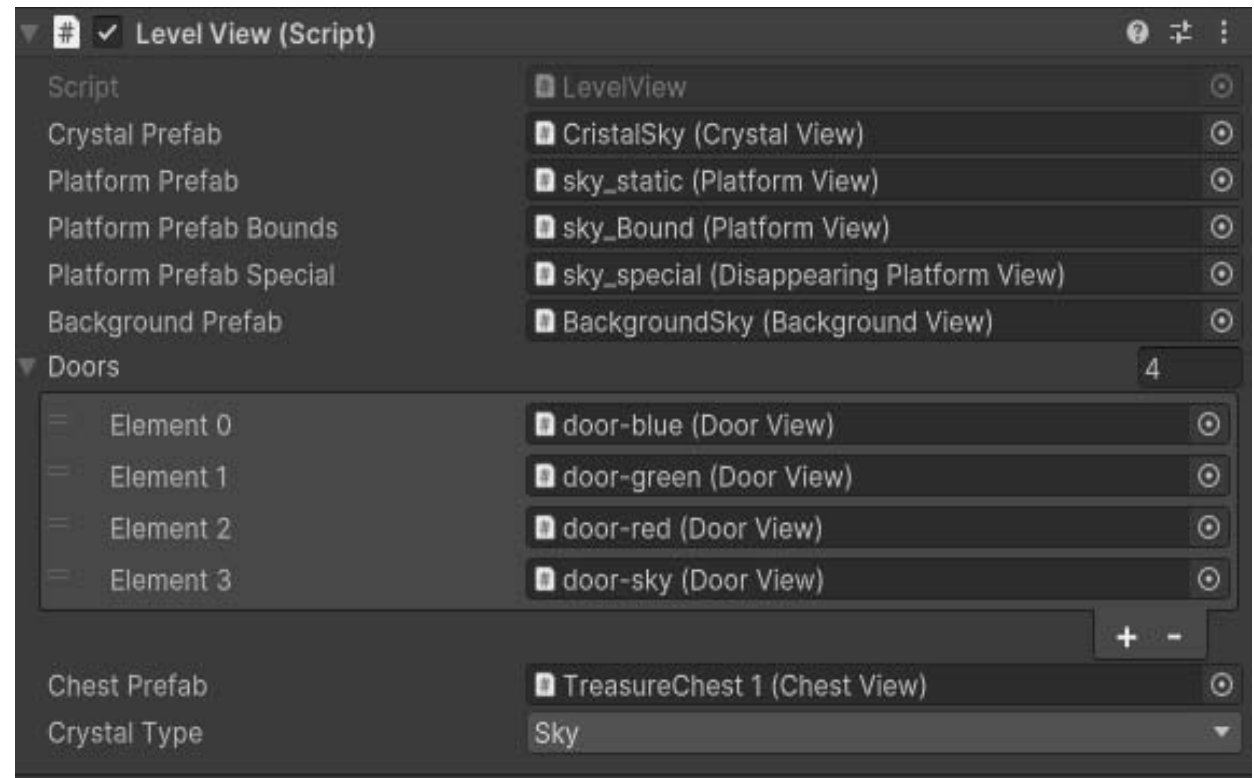 Level View (Script)
Script LevelView
Crystal Prefab CristalSky (Crystal View)
Platform Prefab sky_static (Platform View)
Platform Prefab Bounds sky_Bound (Platform View)
Platform Prefab Special sky_special (Disappearing Platform View)
Background Prefab BackgroundSky (Background View)
Doors 4
Element 0 door-blue (Door View)
Element 1 door-green (Door View)
Element 2 door-red (Door View)
Element 3 door-sky (Door View)
+ -
Chest Prefab TreasureChest 1 (Chest View)
Crystal Type Sky